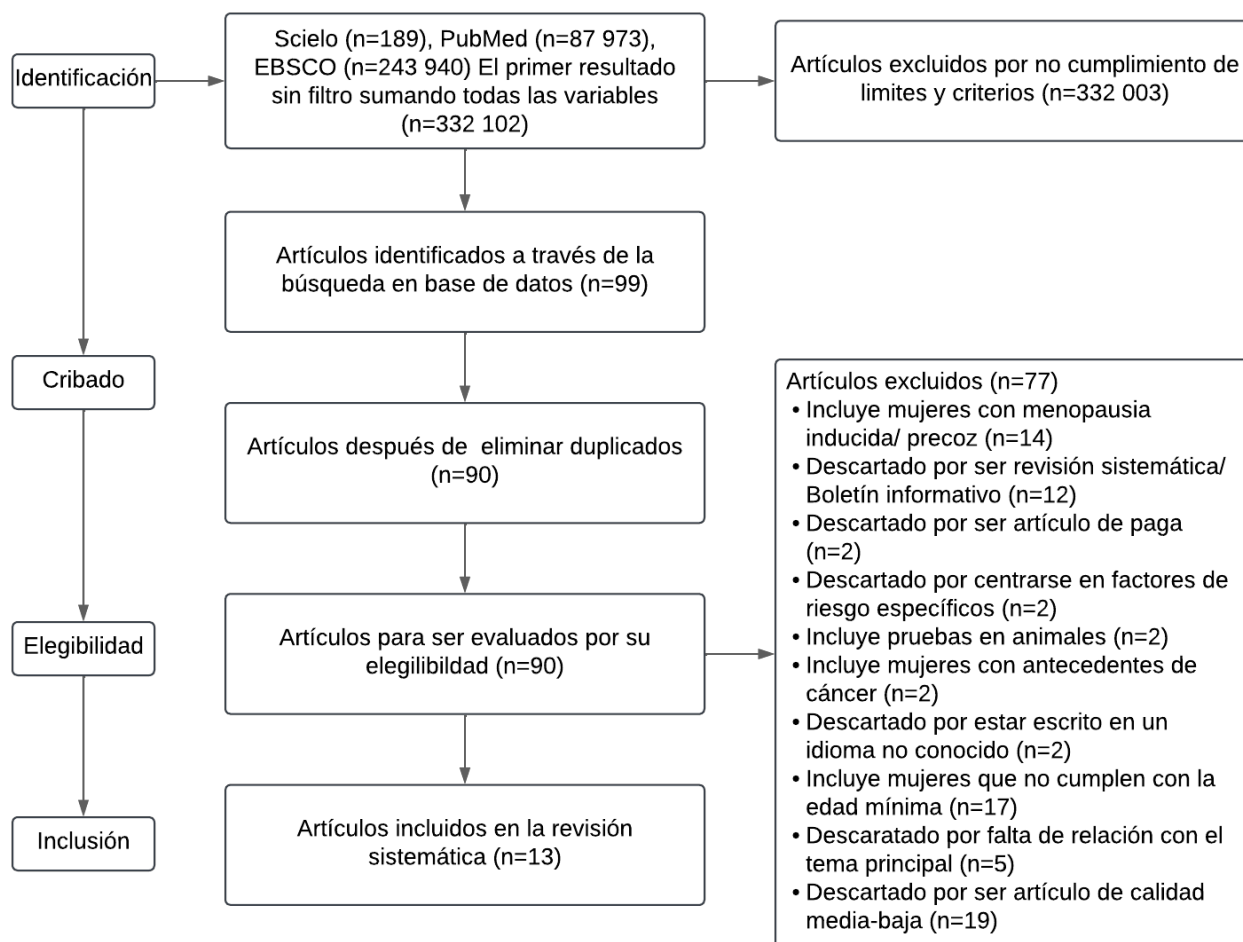 Identificación
Scielo (n=189), PubMed (n=87 973),
EBSCO (n=243 940) El primer resultado
sin filtro sumando todas las variables
(n=332 102)
Artículos excluidos por no cumplimiento de
limites y criterios (n=332 003)
Artículos identificados a través de la
búsqueda en base de datos (n=99)
Cribado
Artículos después de eliminar duplicados
(n=90)
Elegibilidad
Artículos para ser evaluados por su
elegilibildad (n=90)
Artículos excluidos (n=77)
• Incluye mujeres con menopausia
inducida/ precoz (n=14)
• Descartado por ser revisión sistemática/
Boletín informativo (n=12)
• Descartado por ser artículo de paga
(n=2)
• Descartado por centrarse en factores de
riesgo específicos (n=2)
• Incluye pruebas en animales (n=2)
• Incluye mujeres con antecedentes de
cáncer (n=2)
• Descartado por estar escrito en un
idioma no conocido (n=2)
• Incluye mujeres que no cumplen con la
edad mínima (n=17)
• Descaratado por falta de relación con el
tema principal (n=5)
• Descartado por ser artículo de calidad
media-baja (n=19)
Inclusión
Artículos incluidos en la revisión
sistemática (n=13)